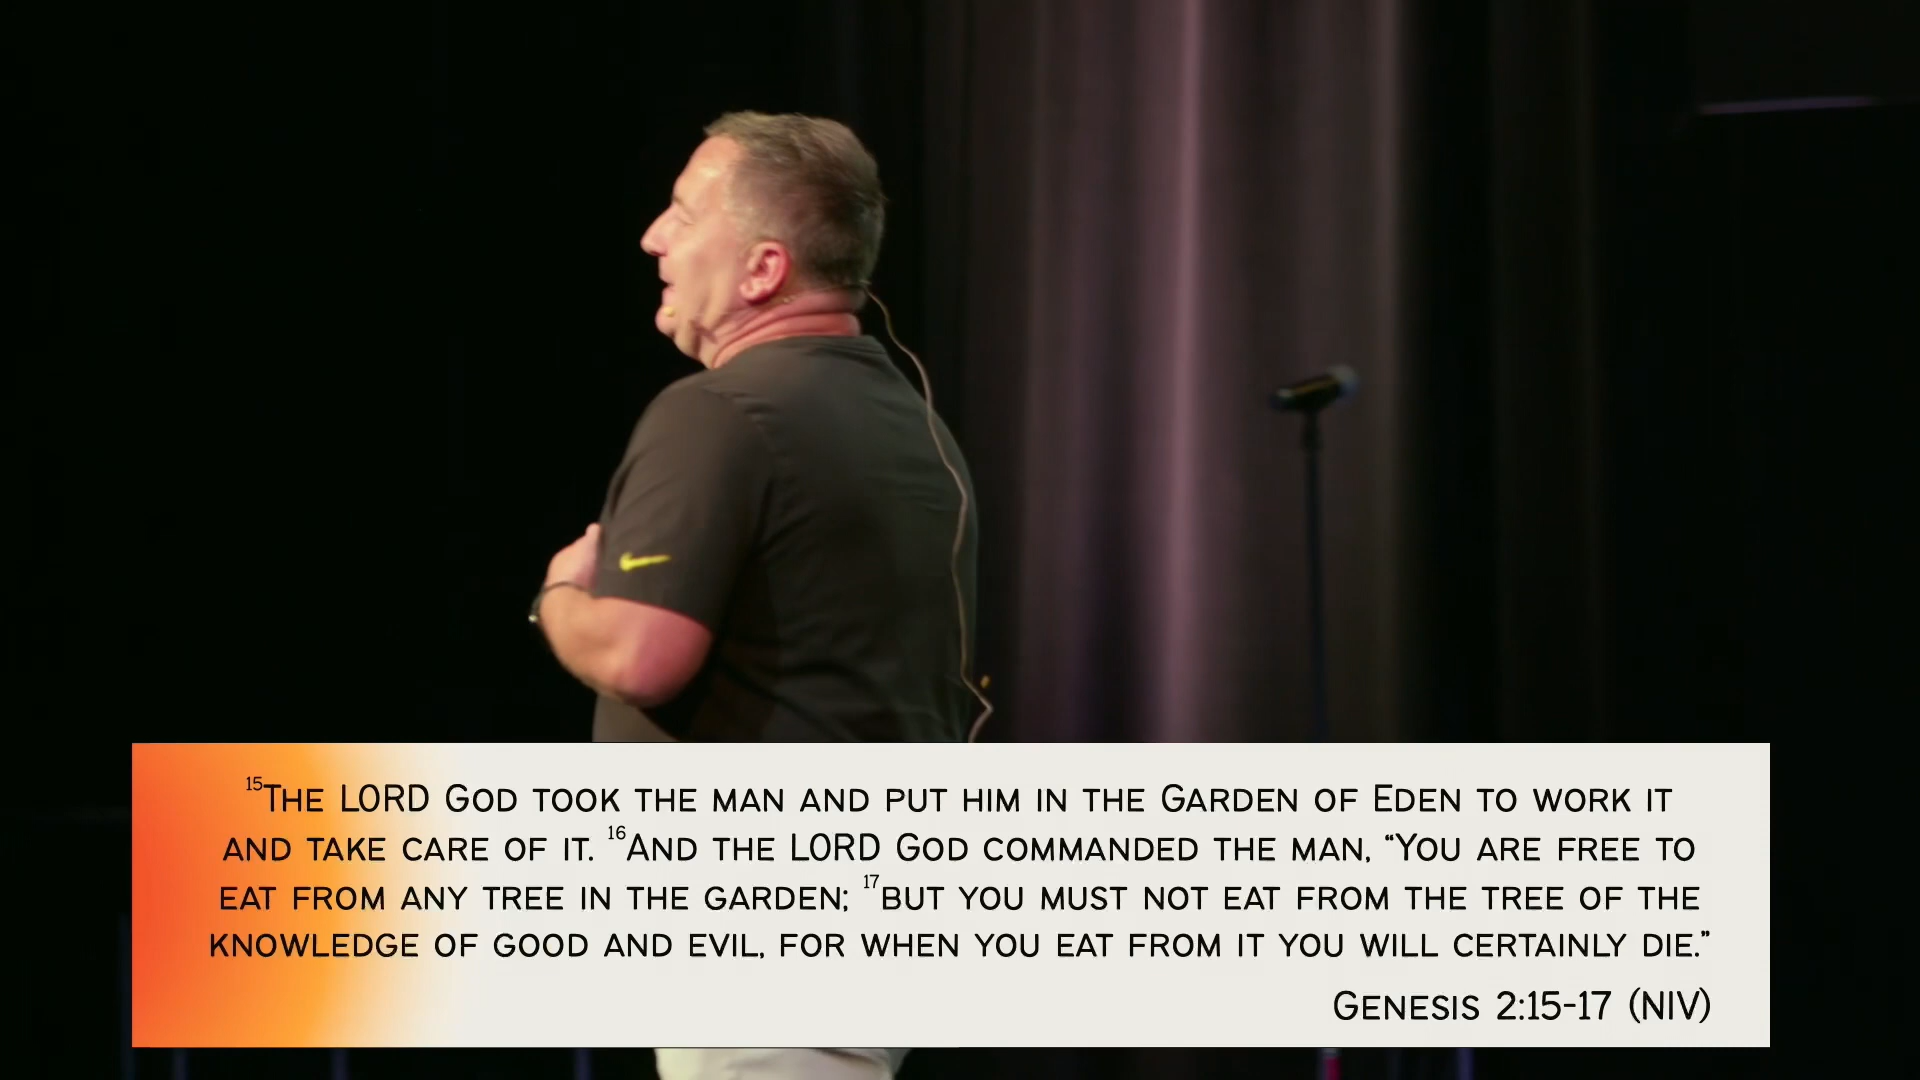 15The LORD God took the man and put him in the Garden of Eden to work it
and take care of it. 16And the LORD God commanded the man, “You are free to
eat from any tree in the garden; 17but you must not eat from the tree of the
knowledge of good and evil, for when you eat from it you will certainly die.”
Genesis 2:15-17 (NIV)